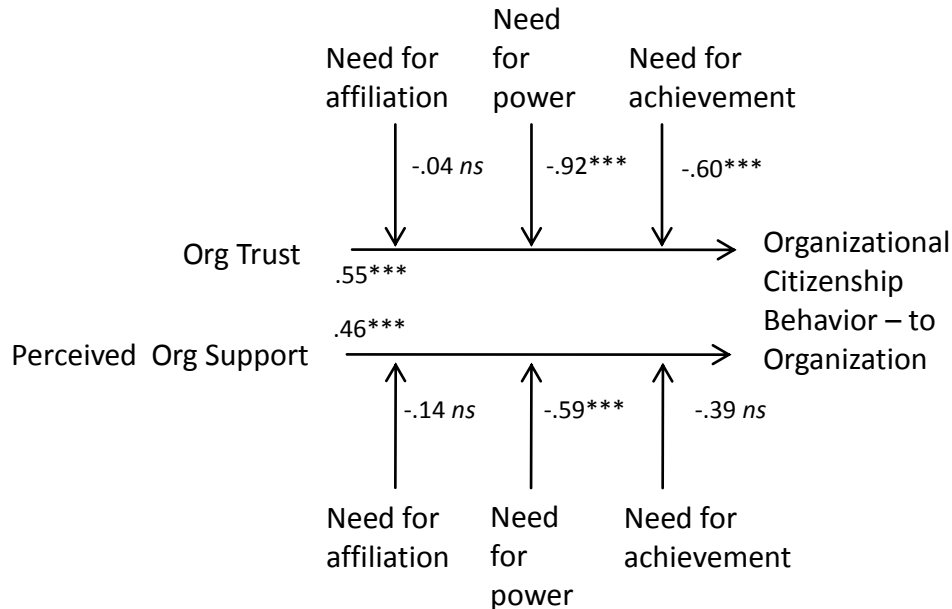 Need for
affiliation
Need
for
power
Need for
achievement
-.04 ns
-.92***
-.60***
Org Trust
.55***
Organizational
Citizenship
Behavior – to
Organization
.46***
Perceived Org Support
-.14 ns
-.59***
-.39 ns
Need for
affiliation
Need
for
power
Need for
achievement